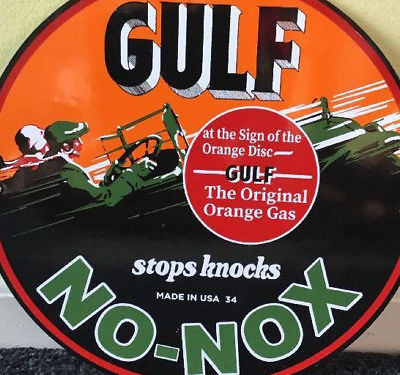 GULF
at the Sign of the
Orange Disc
GULF
The Original
Orange Gas
stops knocks
MADE IN USA 34
NO-NOX